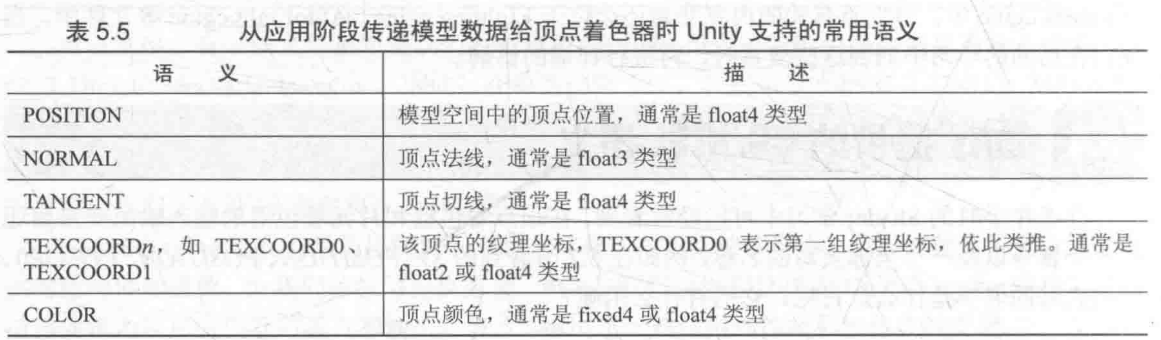 表 5.5 从应用阶段传递模型数据给顶点着色器时 Unity 支持的常用语义
语 义 描 述
POSITION 模型空间中的顶点位置，通常是 float4 类型
NORMAL 顶点法线，通常是 float3 类型
TANGENT 顶点切线，通常是 float4 类型
TEXCOORDn，如 TEXCOORD0、
TEXCOORD1
该顶点的纹理坐标，TEXCOORD0 表示第一组纹理坐标，依此类推。通常是
float2 或 float4 类型
COLOR 顶点颜色，通常是 fixed4 或 float4 类型